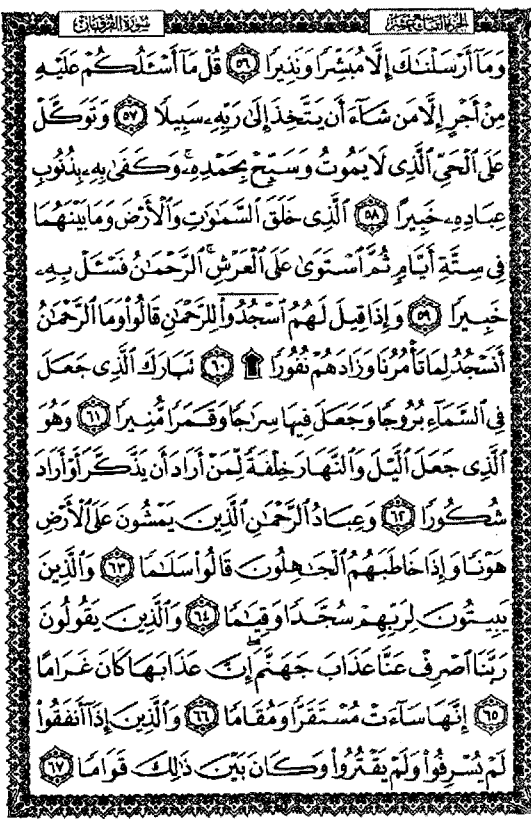 الجزء التاسع عشر
سورة الفرقان
وَمَآ أَرْسَلْنَٰكَ إِلَّا مُبَشِّرًا وَنَذِيرًا ٥٦ قُلْ مَآ أَسْـَٔلُكُمْ عَلَيْهِ
مِنْ أَجْرٍ إِلَّا مَن شَآءَ أَن يَتَّخِذَ إِلَىٰ رَبِّهِۦ سَبِيلًا ٥٧ وَتَوَكَّلْ
عَلَى ٱلْحَىِّ ٱلَّذِى لَا يَمُوتُ وَسَبِّحْ بِحَمْدِهِۦۚ وَكَفَىٰ بِهِۦ بِذُنُوبِ
عِبَادِهِۦ خَبِيرًا ٥٨ ٱلَّذِى خَلَقَ ٱلسَّمَٰوَٰتِ وَٱلْأَرْضَ وَمَا بَيْنَهُمَا
فِى سِتَّةِ أَيَّامٍ ثُمَّ ٱسْتَوَىٰ عَلَى ٱلْعَرْشِۚ ٱلرَّحْمَٰنُ فَسْـَٔلْ بِهِۦ
خَبِيرًا ٥٩ وَإِذَا قِيلَ لَهُمُ ٱسْجُدُوا۟ لِلرَّحْمَٰنِ قَالُوا۟ وَمَا ٱلرَّحْمَٰنُ
أَنَسْجُدُ لِمَا تَأْمُرُنَا وَزَادَهُمْ نُفُورًا ۩ ٦٠ تَبَارَكَ ٱلَّذِى جَعَلَ
فِى ٱلسَّمَآءِ بُرُوجًا وَجَعَلَ فِيهَا سِرَٰجًا وَقَمَرًا مُّنِيرًا ٦١ وَهُوَ
ٱلَّذِى جَعَلَ ٱلَّيْلَ وَٱلنَّهَارَ خِلْفَةً لِّمَنْ أَرَادَ أَن يَذَّكَّرَ أَوْ أَرَادَ
شُكُورًا ٦٢ وَعِبَادُ ٱلرَّحْمَٰنِ ٱلَّذِينَ يَمْشُونَ عَلَى ٱلْأَرْضِ
هَوْنًا وَإِذَا خَاطَبَهُمُ ٱلْجَٰهِلُونَ قَالُوا۟ سَلَٰمًا ٦٣ وَٱلَّذِينَ
يَبِيتُونَ لِرَبِّهِمْ سُجَّدًا وَقِيَٰمًا ٦٤ وَٱلَّذِينَ يَقُولُونَ
رَبَّنَا ٱصْرِفْ عَنَّا عَذَابَ جَهَنَّمَۖ إِنَّ عَذَابَهَا كَانَ غَرَامًا
٦٥ إِنَّهَا سَآءَتْ مُسْتَقَرًّا وَمُقَامًا ٦٦ وَٱلَّذِينَ إِذَآ أَنفَقُوا۟
لَمْ يُسْرِفُوا۟ وَلَمْ يَقْتُرُوا۟ وَكَانَ بَيْنَ ذَٰلِكَ قَوَامًا ٦٧